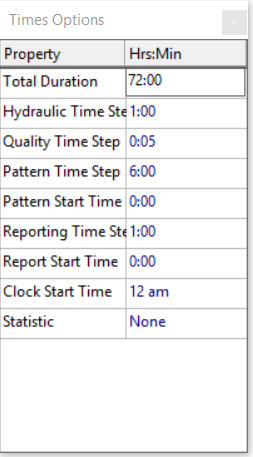 Times Options
Property Hrs:Min
Total Duration 72:00
Hydraulic Time Ste 1:00
Quality Time Step 0:05
Pattern Time Step 6:00
Pattern Start Time 0:00
Reporting Time Ste 1:00
Report Start Time 0:00
Clock Start Time 12 am
Statistic None